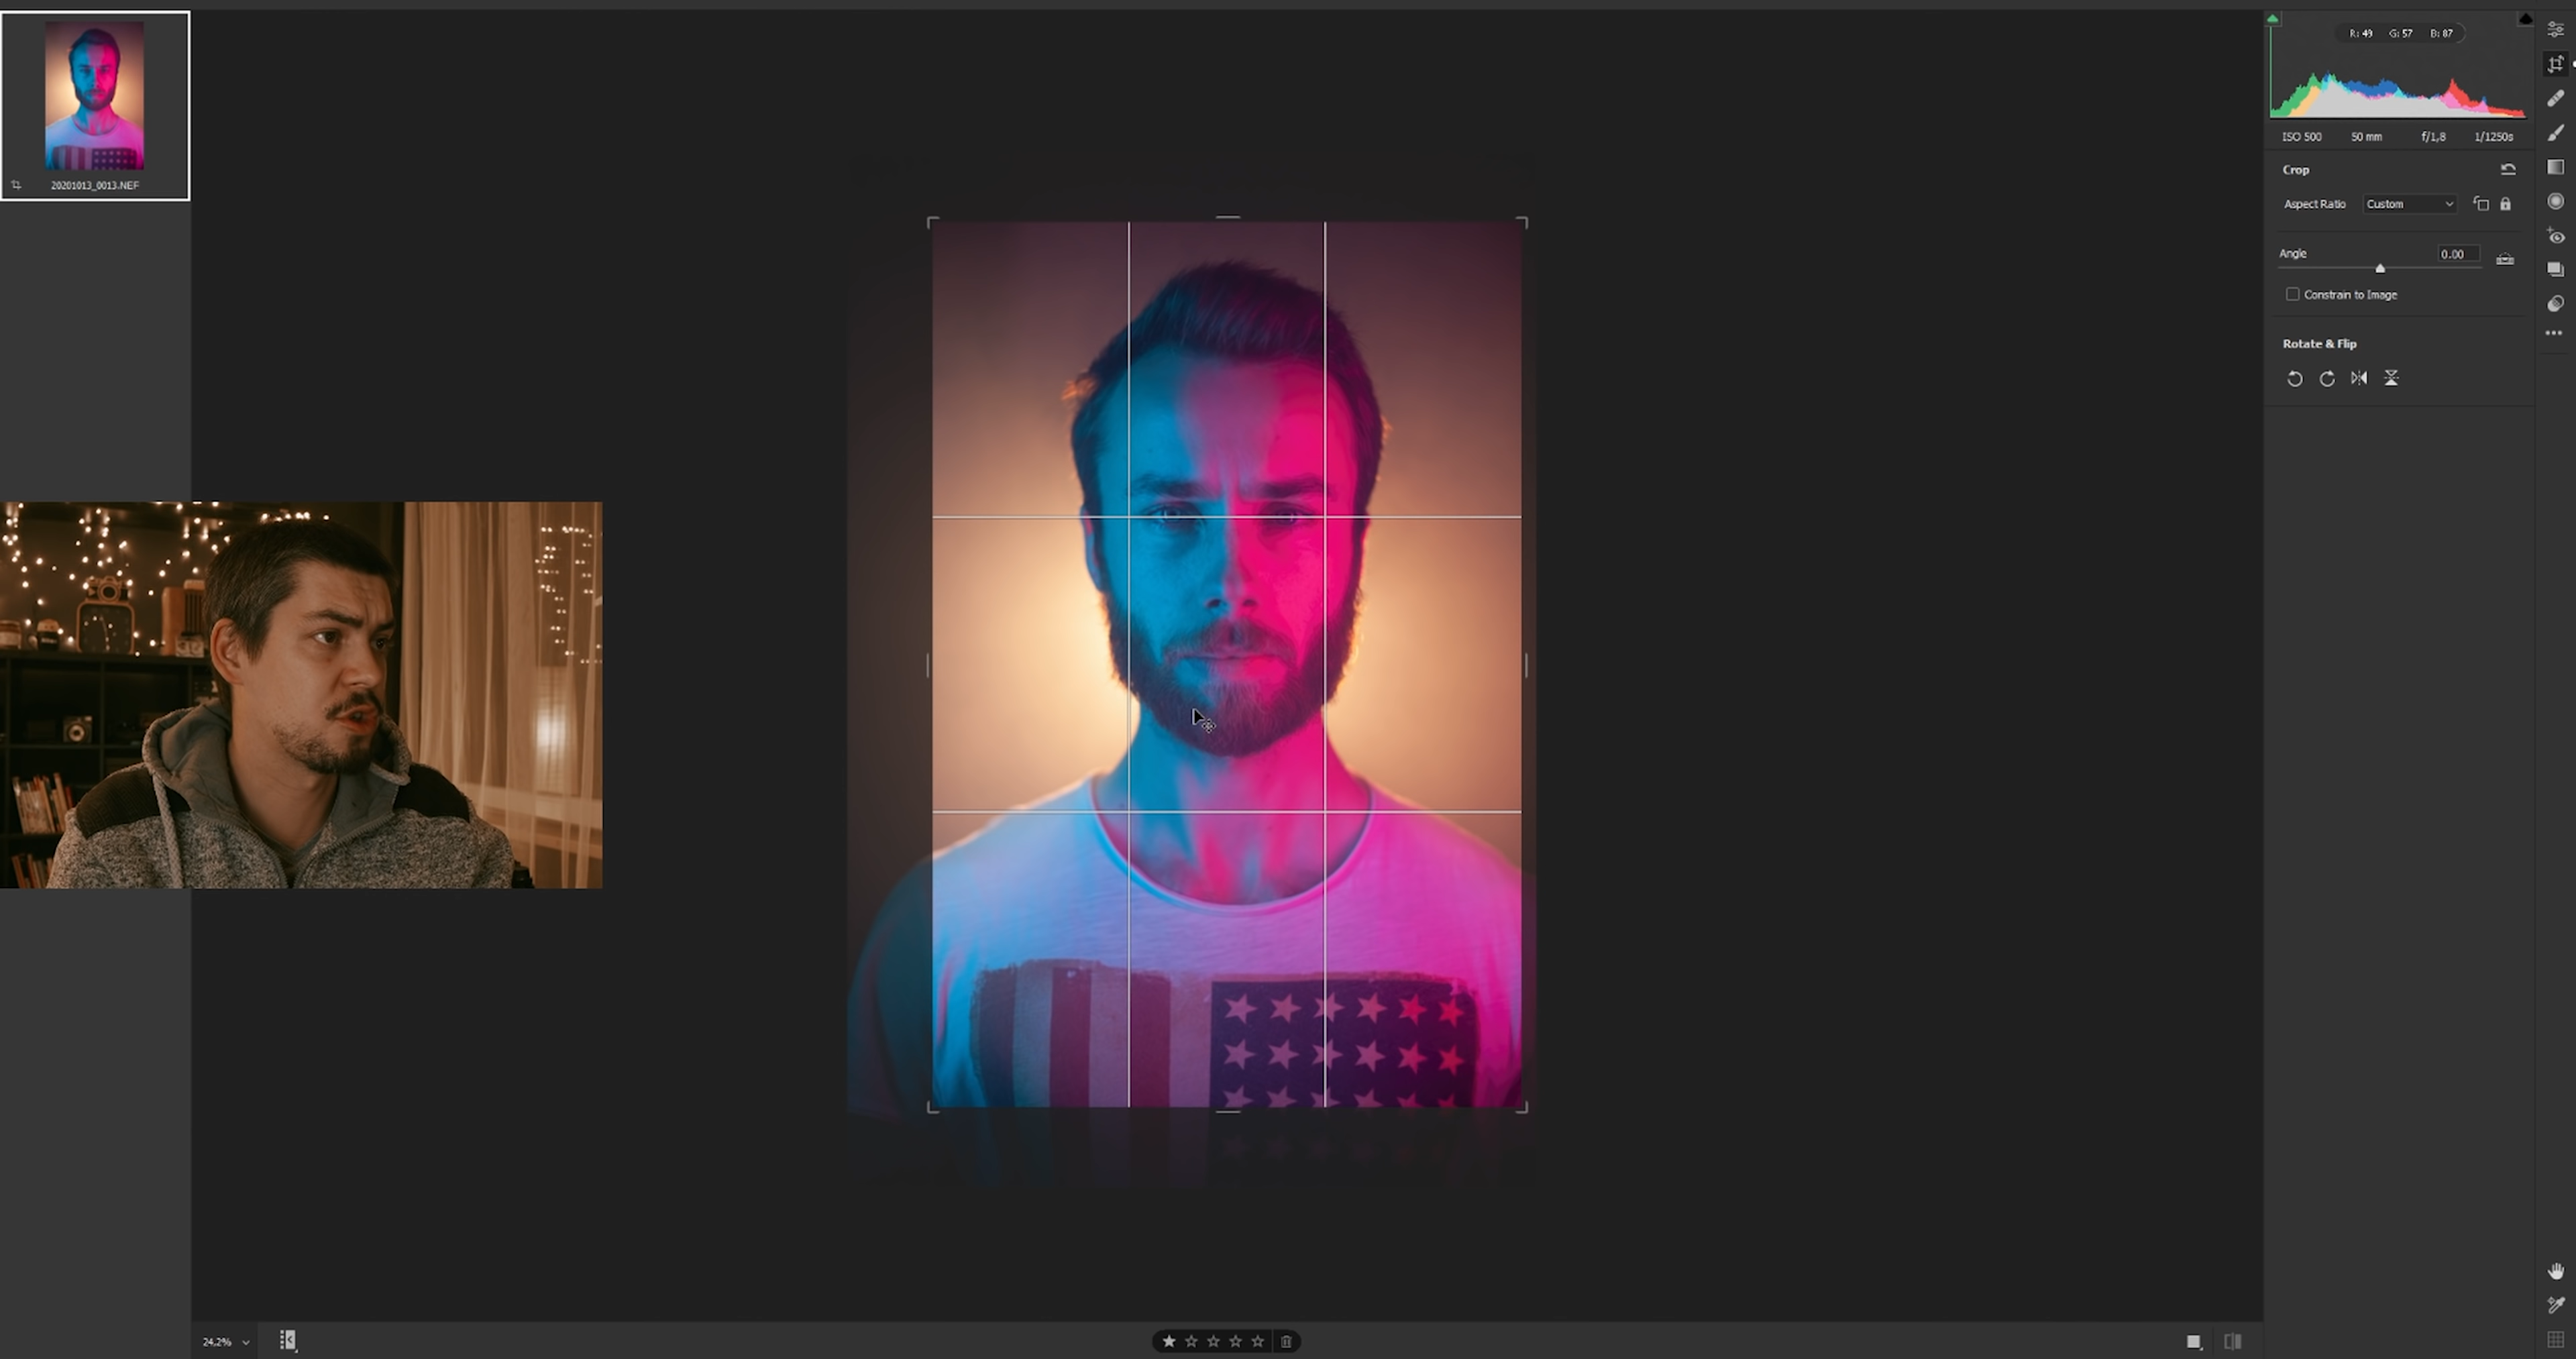 20201013_0013.NEF
R: 49 G: 57 B: 87
ISO 500 50 mm f/1,8 1/1250s
Crop
Aspect Ratio Custom
Angle 0.00
Constrain to Image
Rotate & Flip
24,2%